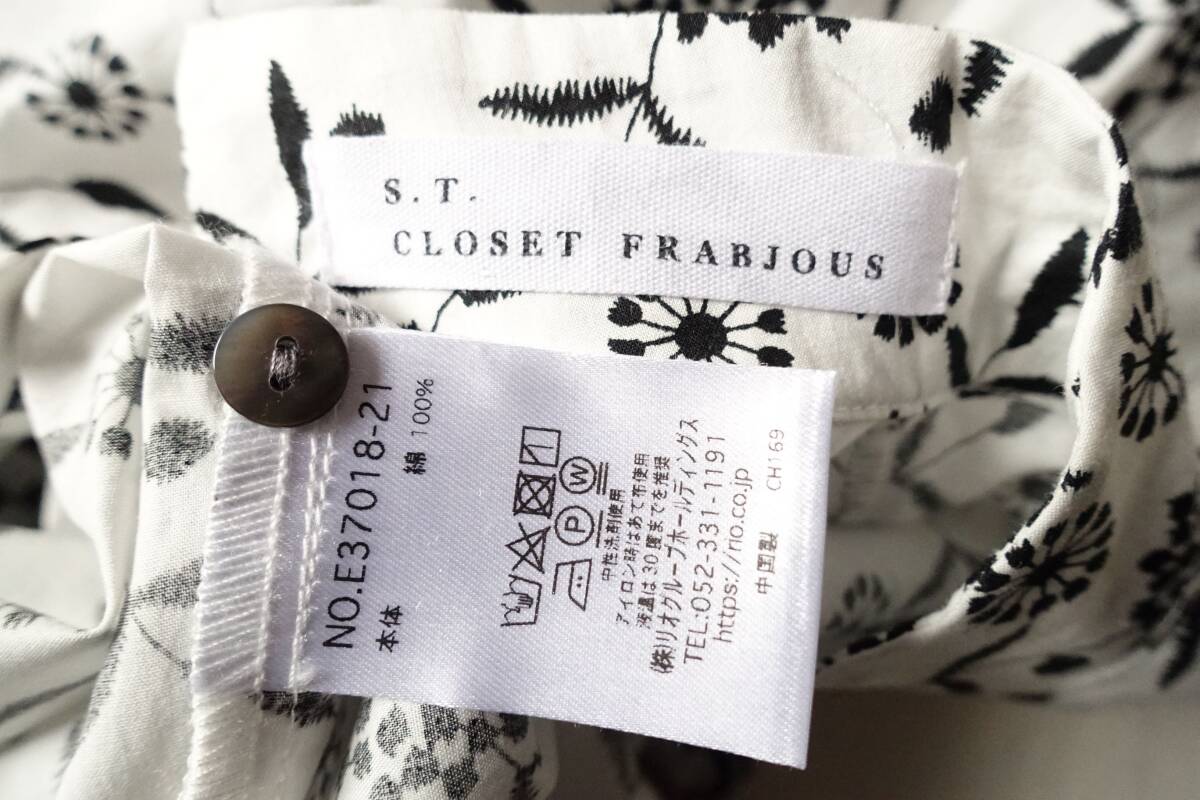 S.T.
CLOSET FRABJOUS
NO.E37018-21
本体 綿 100%
中性洗剤使用
アイロン時はあて布使用
液温は30度までを推奨
(株)リオグループホールディングス
TEL:052-331-1191
https://rio.co.jp
中国製 CH169
P
W